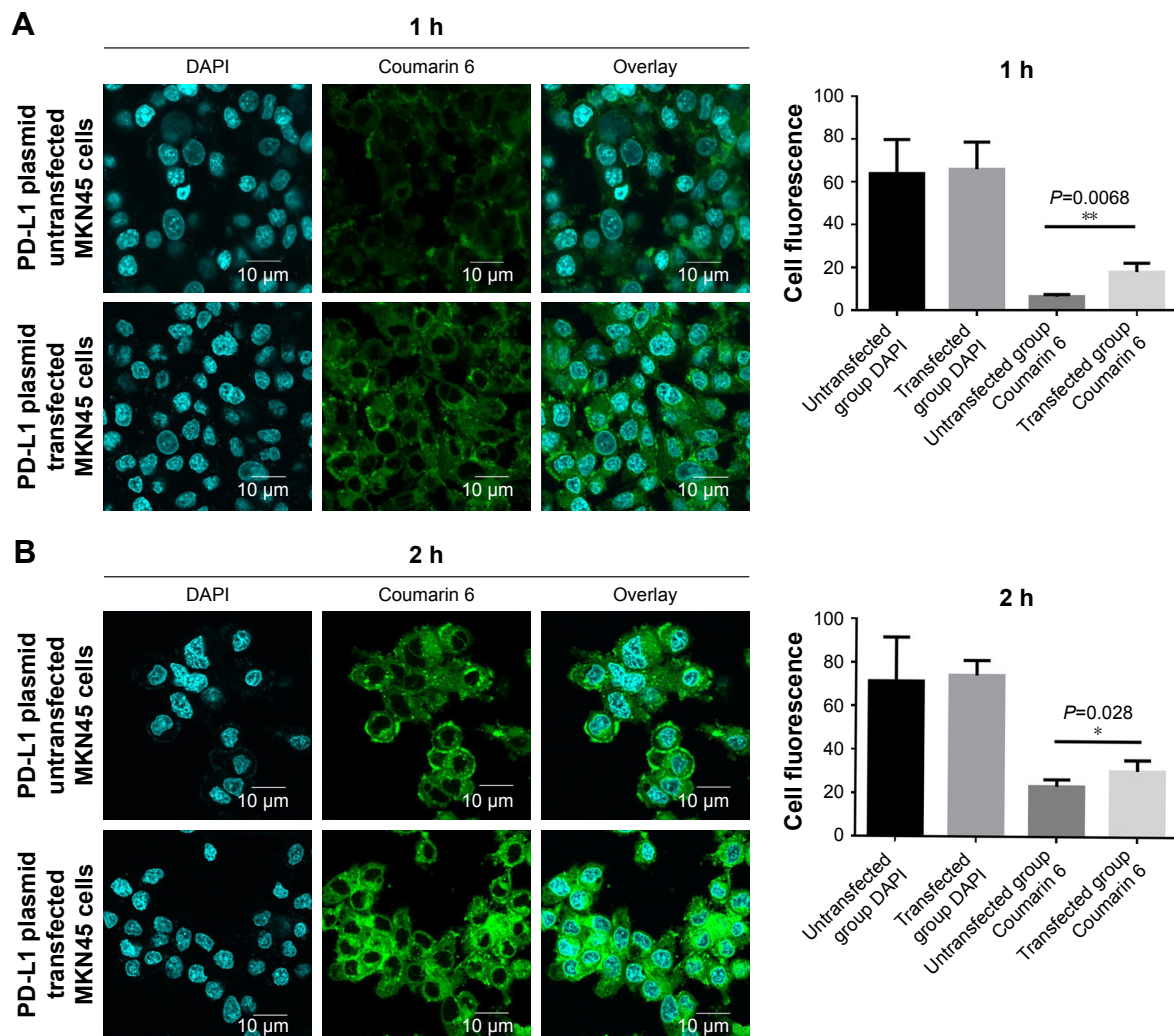 A
1 h
DAPI
Coumarin 6
Overlay
PD-L1 plasmid
untransfected
MKN45 cells
10 µm
10 µm
10 µm
PD-L1 plasmid
transfected
MKN45 cells
10 µm
10 µm
10 µm
1 h
Cell fluorescence
100
80
60
40
20
0
P=0.0068
**
Untransfected
group DAPI
Transfected
group DAPI
Untransfected group
Coumarin 6
Transfected group
Coumarin 6
B
2 h
DAPI
Coumarin 6
Overlay
PD-L1 plasmid
untransfected
MKN45 cells
10 µm
10 µm
10 µm
PD-L1 plasmid
transfected
MKN45 cells
10 µm
10 µm
10 µm
2 h
Cell fluorescence
100
80
60
40
20
0
P=0.028
*
Untransfected
group DAPI
Transfected
group DAPI
Untransfected group
Coumarin 6
Transfected group
Coumarin 6